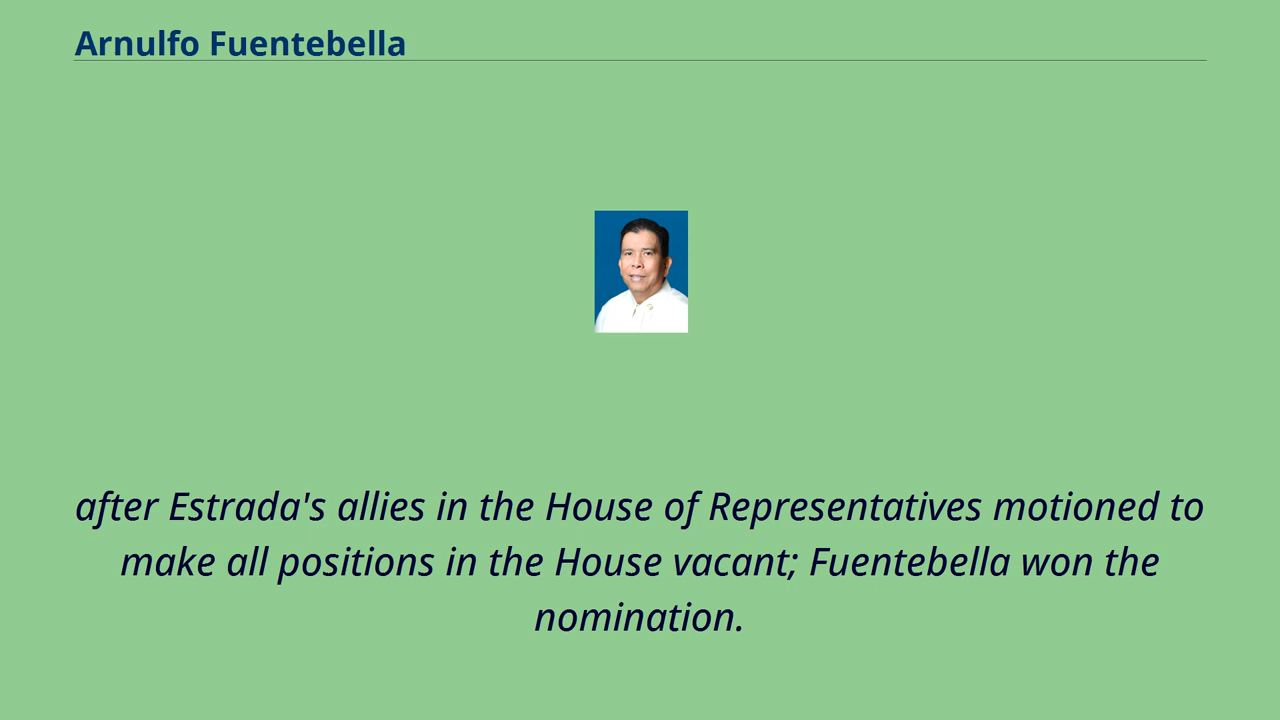 Arnulfo Fuentebella
after Estrada's allies in the House of Representatives motioned to
make all positions in the House vacant; Fuentebella won the
nomination.